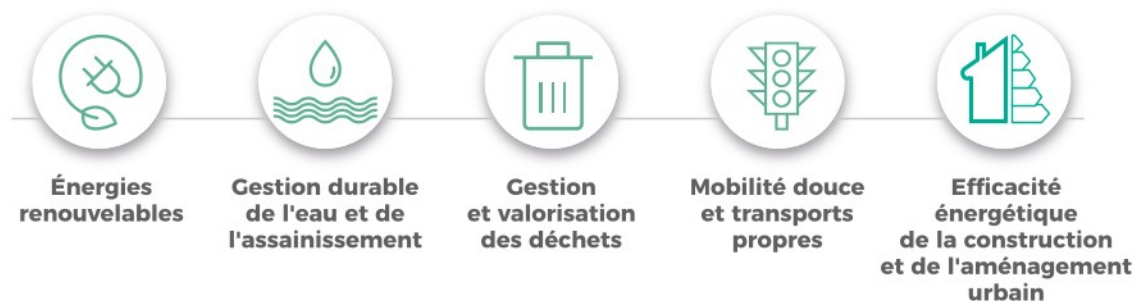 Énergies
renouvelables
Gestion durable
de l'eau et de
l'assainissement
Gestion
et valorisation
des déchets
Mobilité douce
et transports
propres
Efficacité
énergétique
de la construction
et de l'aménagement
urbain